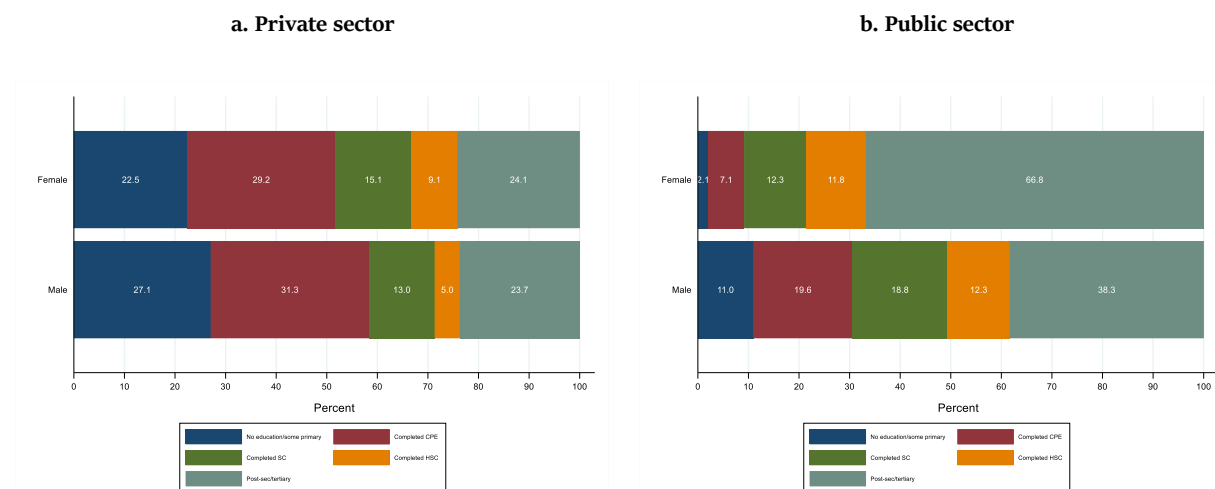 a. Private sector
b. Public sector
Female
22.5
29.2
15.1
9.1
24.1
Male
27.1
31.3
13.0
5.0
23.7
0 10 20 30 40 50 60 70 80 90 100
Percent
No education/some primary
Completed CPE
Completed SC
Completed HSC
Post-sec/tertiary
Female
2.1
7.1
12.3
11.8
66.8
Male
11.0
19.6
18.8
12.3
38.3
0 10 20 30 40 50 60 70 80 90 100
Percent
No education/some primary
Completed CPE
Completed SC
Completed HSC
Post-sec/tertiary